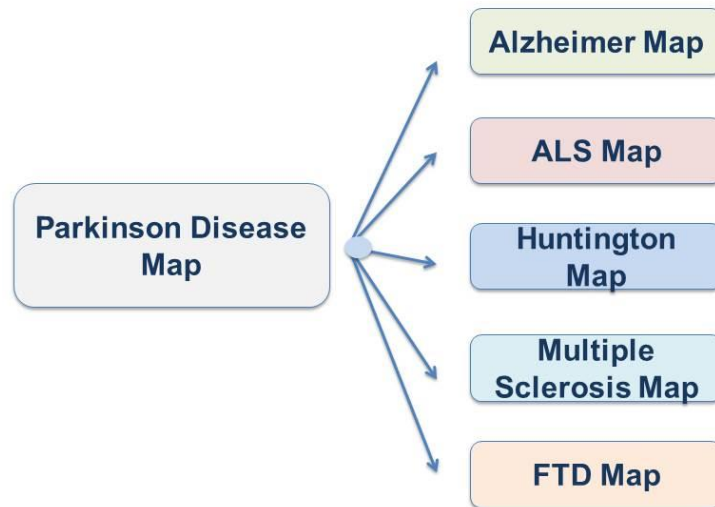 Alzheimer Map
ALS Map
Parkinson Disease
Map
Huntington
Map
Multiple
Sclerosis Map
FTD Map